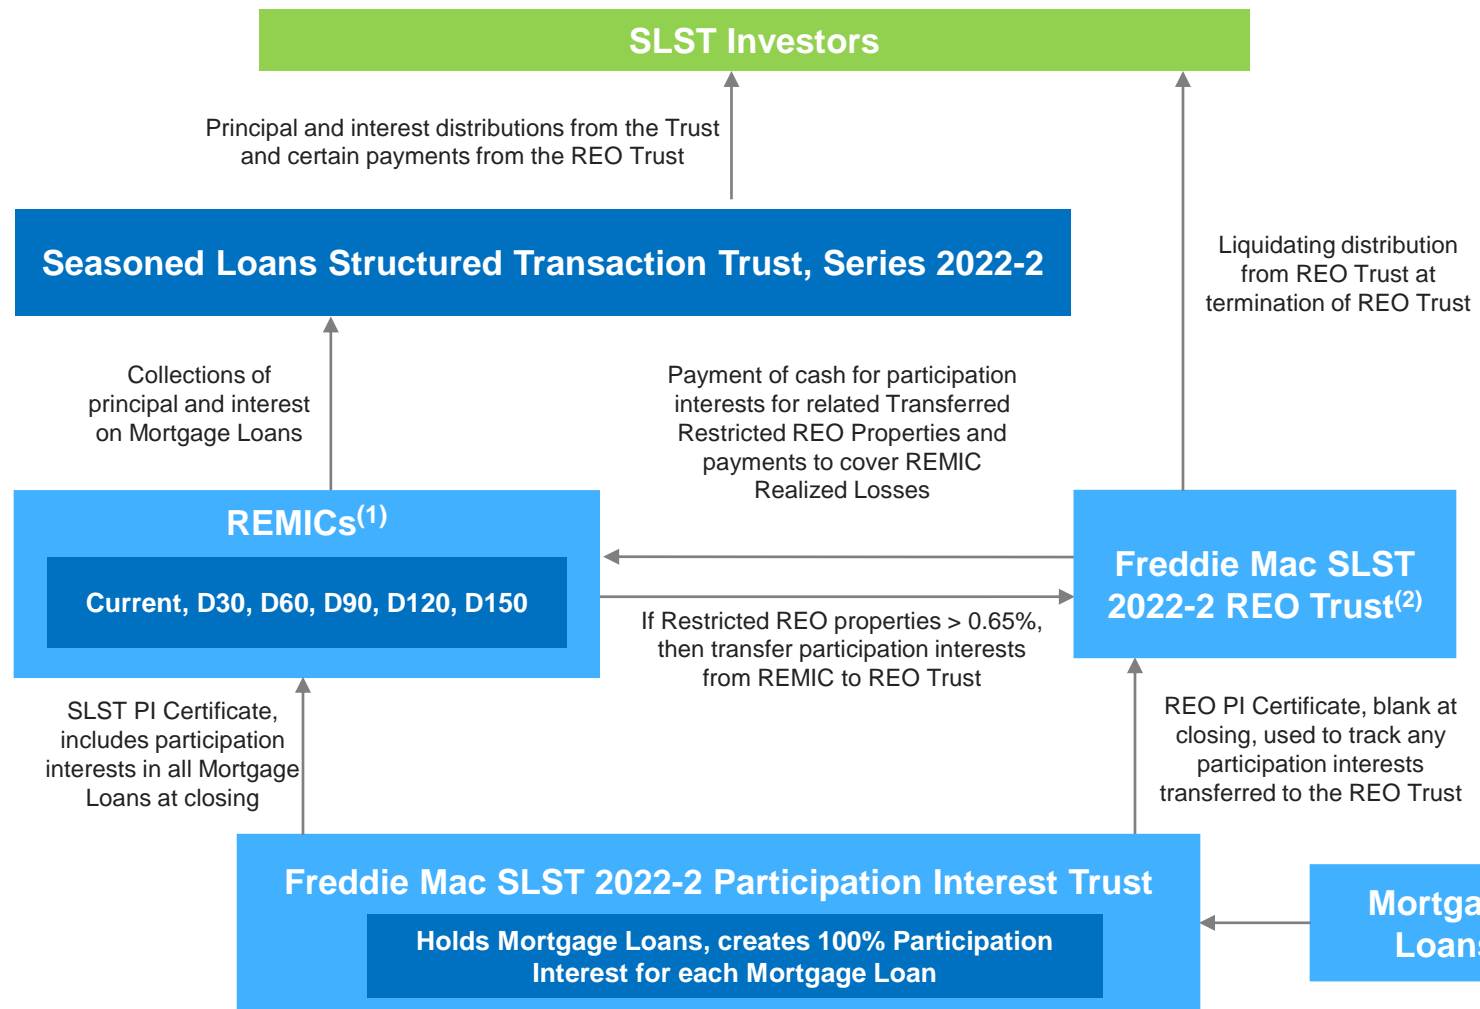 SLST Investors
Principal and interest distributions from the Trust
and certain payments from the REO Trust
Seasoned Loans Structured Transaction Trust, Series 2022-2
Liquidating distribution
from REO Trust at
termination of REO Trust
Collections of
principal and interest
on Mortgage Loans
Payment of cash for participation
interests for related Transferred
Restricted REO Properties and
payments to cover REMIC
Realized Losses
REMICs(1)
Current, D30, D60, D90, D120, D150
Freddie Mac SLST
2022-2 REO Trust(2)
If Restricted REO properties > 0.65%,
then transfer participation interests
from REMIC to REO Trust
SLST PI Certificate,
includes participation
interests in all Mortgage
Loans at closing
REO PI Certificate, blank at
closing, used to track any
participation interests
transferred to the REO Trust
Freddie Mac SLST 2022-2 Participation Interest Trust
Holds Mortgage Loans, creates 100% Participation
Interest for each Mortgage Loan